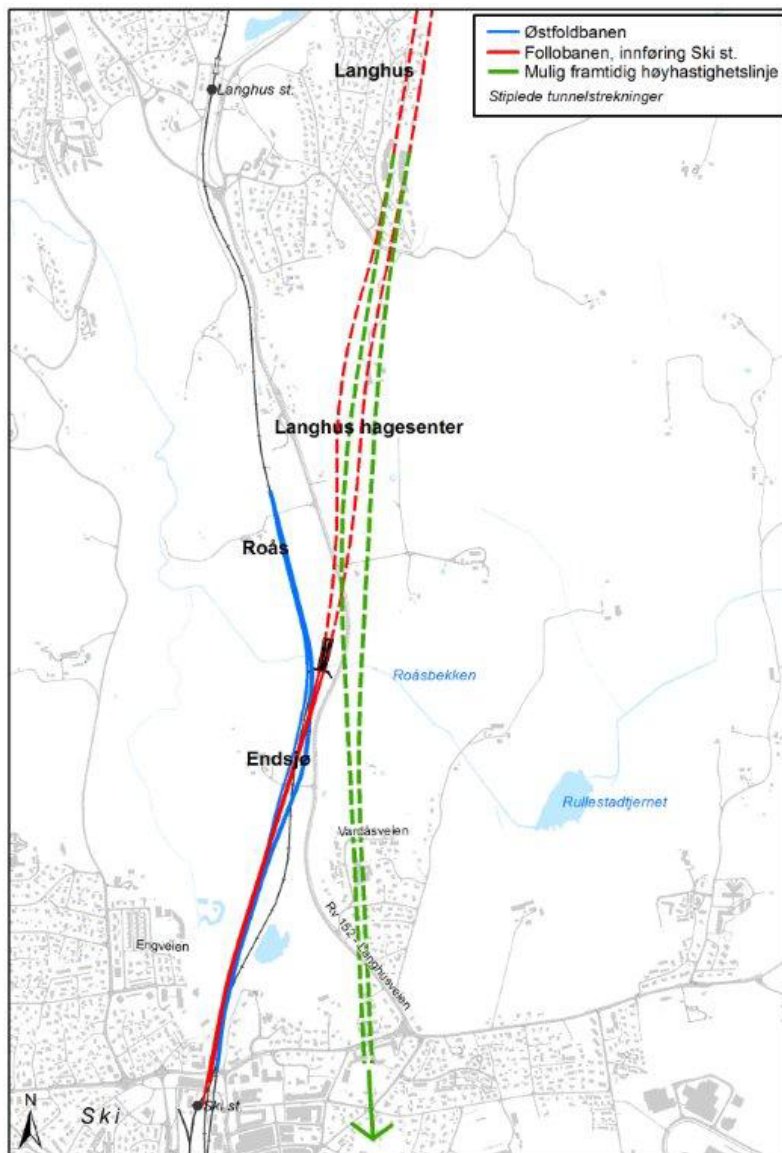 Østfoldbanen
Follobanen, innføring Ski st.
Mulig framtidig høyhastighetslinje
Stiplede tunnelstrekninger
Langhus
Langhus st.
Langhus hagesenter
Roås
Roåsbekken
Endsjø
Rullestadtjernet
Vardåsveien
Rv 152 - Langhusveien
Engveien
N
Ski
Ski st.